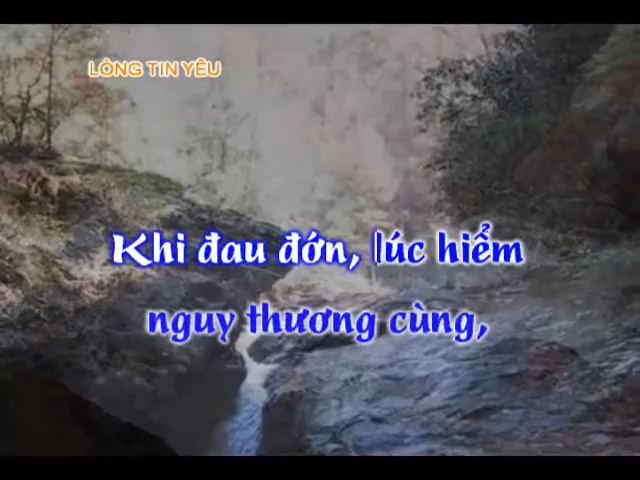 LÒNG TIN YÊU
Khi đau đớn, lúc hiểm
nguy thương cùng,